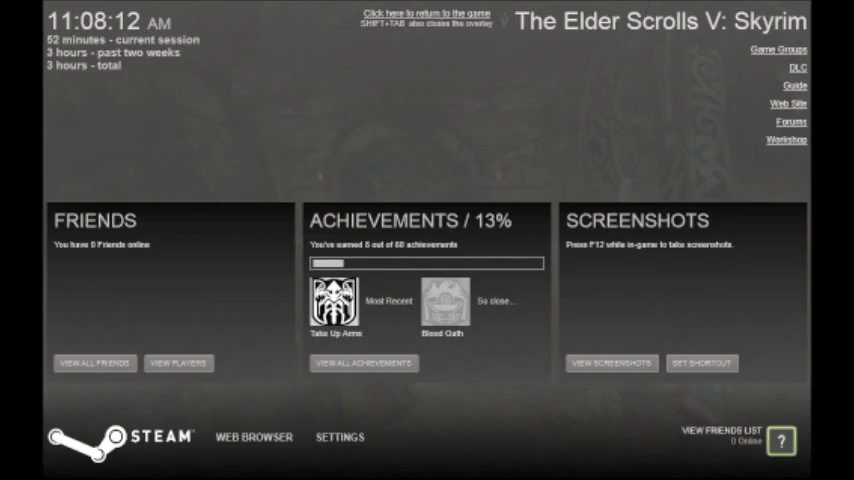 11:08:12 AM
52 minutes - current session
3 hours - past two weeks
3 hours - total
Click here to return to the game
SHIFT+TAB also closes the overlay
The Elder Scrolls V: Skyrim
Game Groups
DLC
Guide
Web Site
Forums
Workshop
FRIENDS
You have 0 Friends online
VIEW ALL FRIENDS
VIEW PLAYERS
ACHIEVEMENTS / 13%
You've earned 8 out of 60 achievements
Most Recent
So close...
Take Up Arms
Blood Oath
VIEW ALL ACHIEVEMENTS
SCREENSHOTS
Press F12 while in-game to take screenshots.
VIEW SCREENSHOTS
SET SHORTCUT
STEAM
WEB BROWSER
SETTINGS
VIEW FRIENDS LIST
0 Online
?